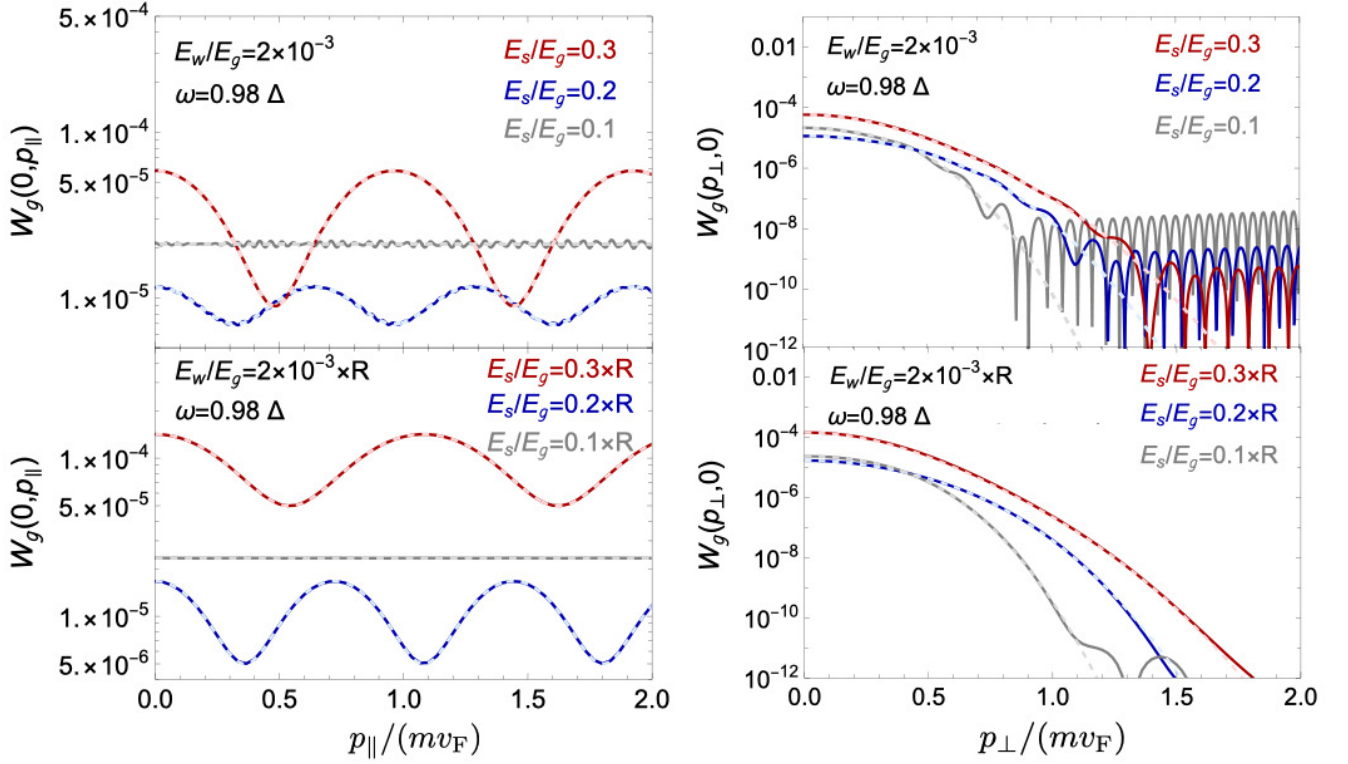 5.×10⁻⁴
1.×10⁻⁴
5.×10⁻⁵
1.×10⁻⁵
W_g(0,p_∥)
E_w/E_g=2×10⁻³
ω=0.98 Δ
E_s/E_g=0.3
E_s/E_g=0.2
E_s/E_g=0.1
0.01
10⁻⁴
10⁻⁶
10⁻⁸
10⁻¹⁰
10⁻¹²
W_g(p_⊥,0)
E_w/E_g=2×10⁻³
ω=0.98 Δ
E_s/E_g=0.3
E_s/E_g=0.2
E_s/E_g=0.1
1.×10⁻⁴
5.×10⁻⁵
1.×10⁻⁵
5.×10⁻⁶
W_g(0,p_∥)
E_w/E_g=2×10⁻³×R
ω=0.98 Δ
E_s/E_g=0.3×R
E_s/E_g=0.2×R
E_s/E_g=0.1×R
0.0 0.5 1.0 1.5 2.0
p_∥/(mv_F)
0.01
10⁻⁴
10⁻⁶
10⁻⁸
10⁻¹⁰
10⁻¹²
W_g(p_⊥,0)
E_w/E_g=2×10⁻³×R
ω=0.98 Δ
E_s/E_g=0.3×R
E_s/E_g=0.2×R
E_s/E_g=0.1×R
0.0 0.5 1.0 1.5 2.0
p_⊥/(mv_F)